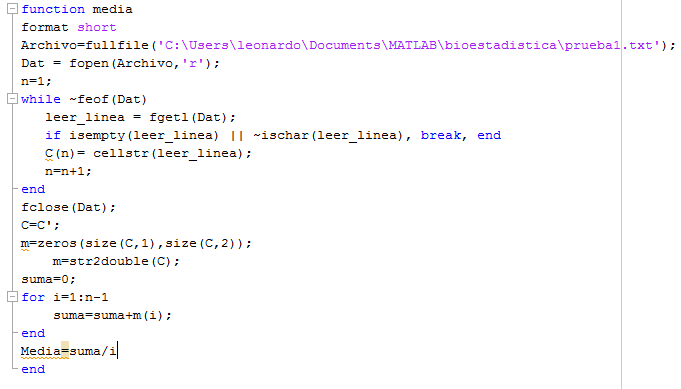 function media
format short
Archivo=fullfile('C:\Users\leonardo\Documents\MATLAB\bioestadistica\prueba1.txt');
Dat = fopen(Archivo,'r');
n=1;
while ~feof(Dat)
leer_linea = fgetl(Dat);
if isempty(leer_linea) || ~ischar(leer_linea), break, end
C(n)= cellstr(leer_linea);
n=n+1;
end
fclose(Dat);
C=C';
m=zeros(size(C,1),size(C,2));
m=str2double(C);
suma=0;
for i=1:n-1
suma=suma+m(i);
end
Media=suma/i
end